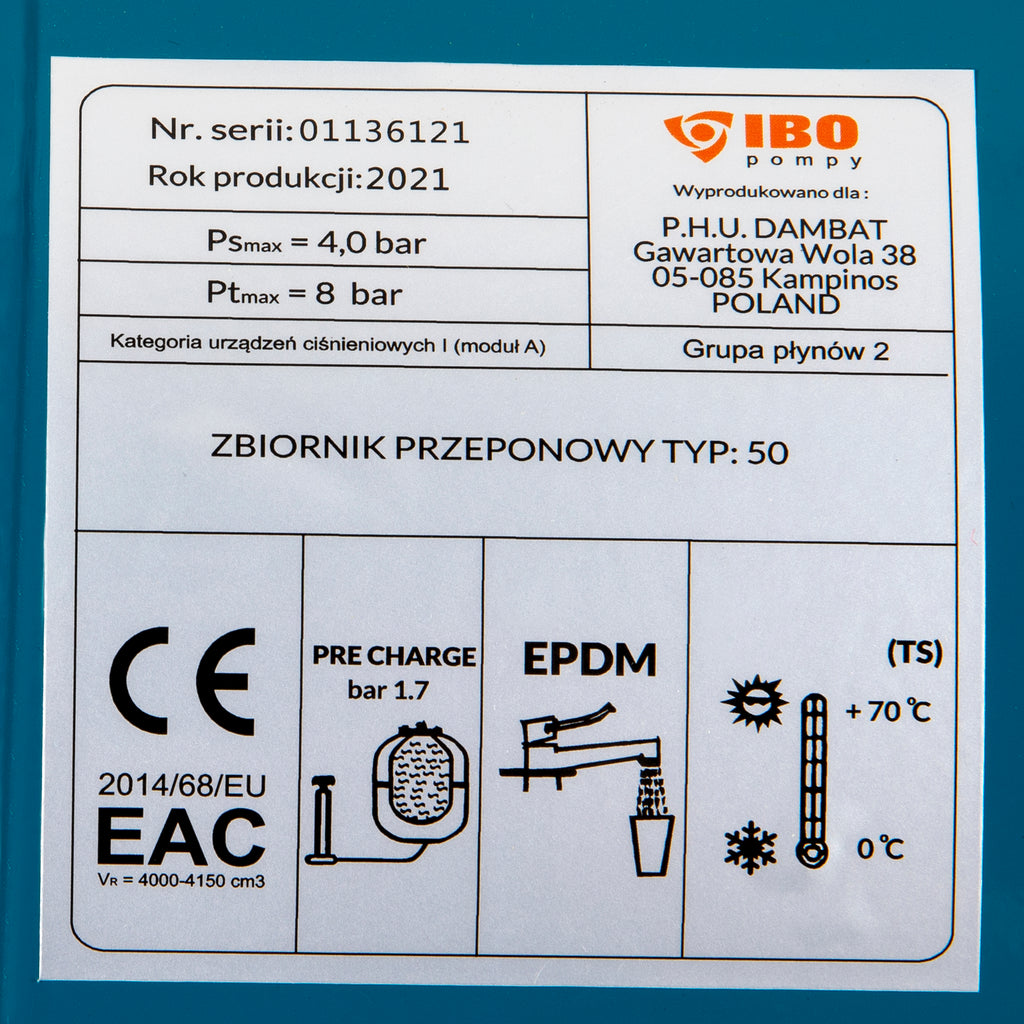 Nr. serii: 01136121
Rok produkcji: 2021
PSmax = 4,0 bar
Ptmax = 8 bar
Kategoria urządzeń ciśnieniowych I (moduł A)
IBO
pompy
Wyprodukowano dla :
P.H.U. DAMBAT
Gawartowa Wola 38
05-085 Kampinos
POLAND
Grupa płynów 2
ZBIORNIK PRZEPONOWY TYP: 50
CE
2014/68/EU
EAC
VR = 4000-4150 cm3
PRE CHARGE
bar 1.7
EPDM
(TS)
+ 70 °C
0 °C